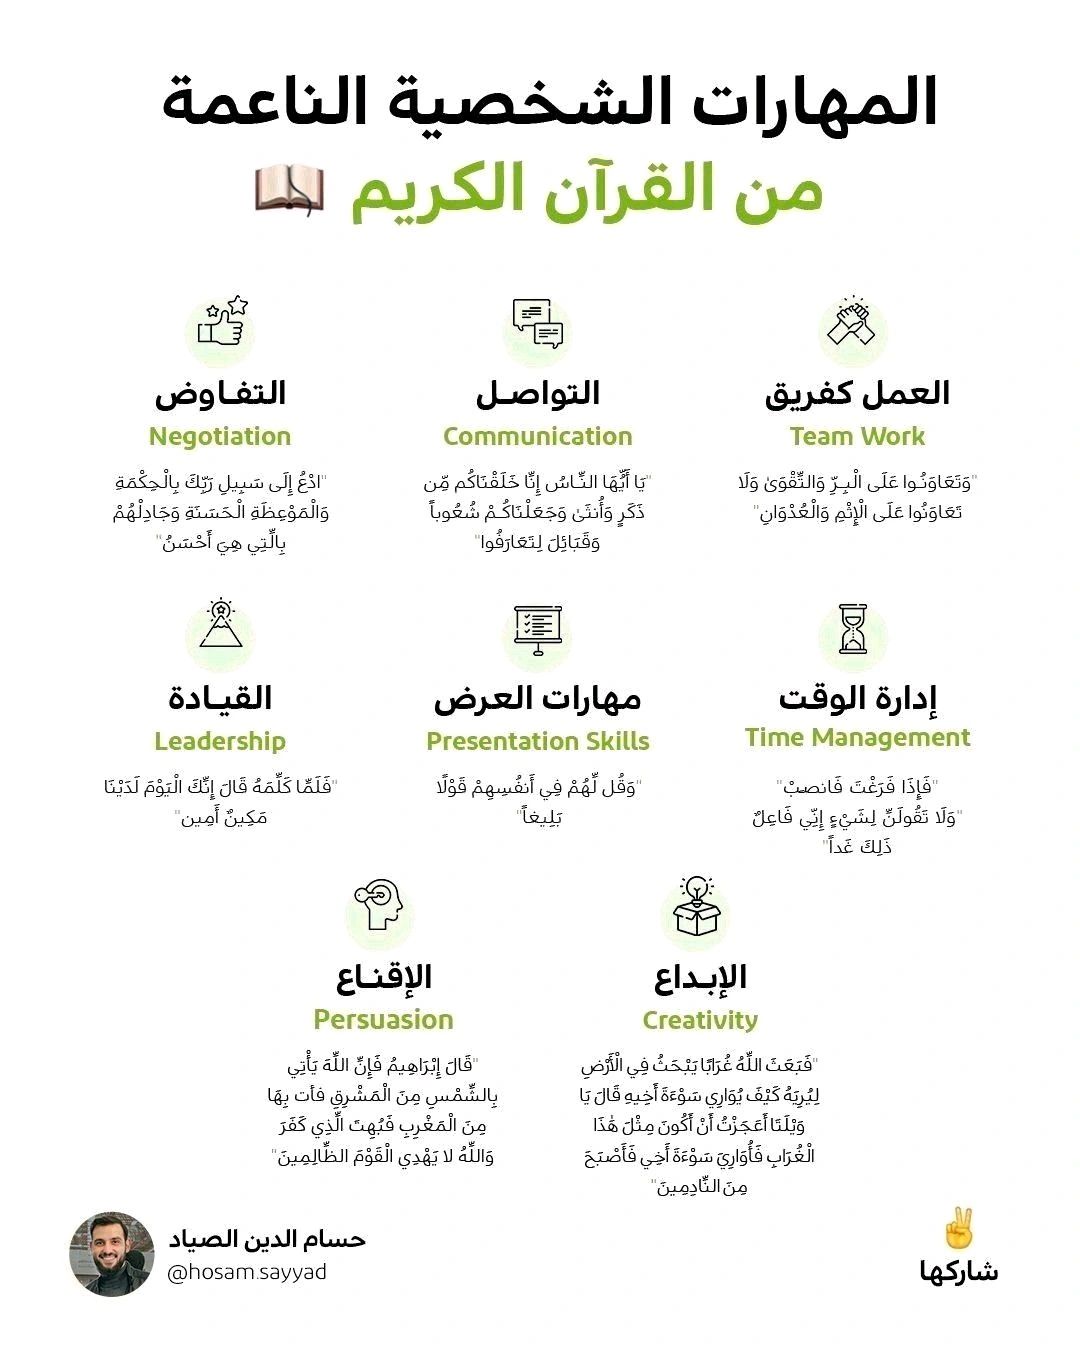 المهارات الشخصية الناعمة
من القرآن الكريم
العمل كفريق
Team Work
"وَتَعَاوَنُوا عَلَى الْبِرِّ وَالتَّقْوَىٰ وَلَا
تَعَاوَنُوا عَلَى الْإِثْمِ وَالْعُدْوَانِ"
التواصل
Communication
"يَا أَيُّهَا النَّاسُ إِنَّا خَلَقْنَاكُم مِّن
ذَكَرٍ وَأُنثَىٰ وَجَعَلْنَاكُمْ شُعُوباً
وَقَبَائِلَ لِتَعَارَفُوا"
التفاوض
Negotiation
"ادْعُ إِلَى سَبِيلِ رَبِّكَ بِالْحِكْمَةِ
وَالْمَوْعِظَةِ الْحَسَنَةِ وَجَادِلْهُمْ
بِالَّتِي هِيَ أَحْسَنُ"
إدارة الوقت
Time Management
"فَإِذَا فَرَغْتَ فَانصَبْ"
"وَلَا تَقُولَنَّ لِشَيْءٍ إِنِّي فَاعِلٌ
ذَلِكَ غَداً"
مهارات العرض
Presentation Skills
"وَقُل لَّهُمْ فِي أَنفُسِهِمْ قَوْلًا
بَلِيغاً"
القيادة
Leadership
"فَلَمَّا كَلَّمَهُ قَالَ إِنَّكَ الْيَوْمَ لَدَيْنَا
مَكِينٌ أَمِين"
الإبداع
Creativity
"فَبَعَثَ اللَّهُ غُرَابًا يَبْحَثُ فِي الْأَرْضِ
لِيُرِيَهُ كَيْفَ يُوَارِي سَوْءَةَ أَخِيهِ قَالَ يَا
وَيْلَتَا أَعَجَزْتُ أَنْ أَكُونَ مِثْلَ هَٰذَا
الْغُرَابِ فَأُوَارِيَ سَوْءَةَ أَخِي فَأَصْبَحَ
مِنَ النَّادِمِينَ"
الإقناع
Persuasion
"قَالَ إِبْرَاهِيمُ فَإِنَّ اللَّهَ يَأْتِي
بِالشَّمْسِ مِنَ الْمَشْرِقِ فأت بِهَا
مِنَ الْمَغْرِبِ فَبُهِتَ الَّذِي كَفَرَ
وَاللَّهُ لا يَهْدِي الْقَوْمَ الظَّالِمِينَ"
شاركها
حسام الدين الصياد
@hosam.sayyad